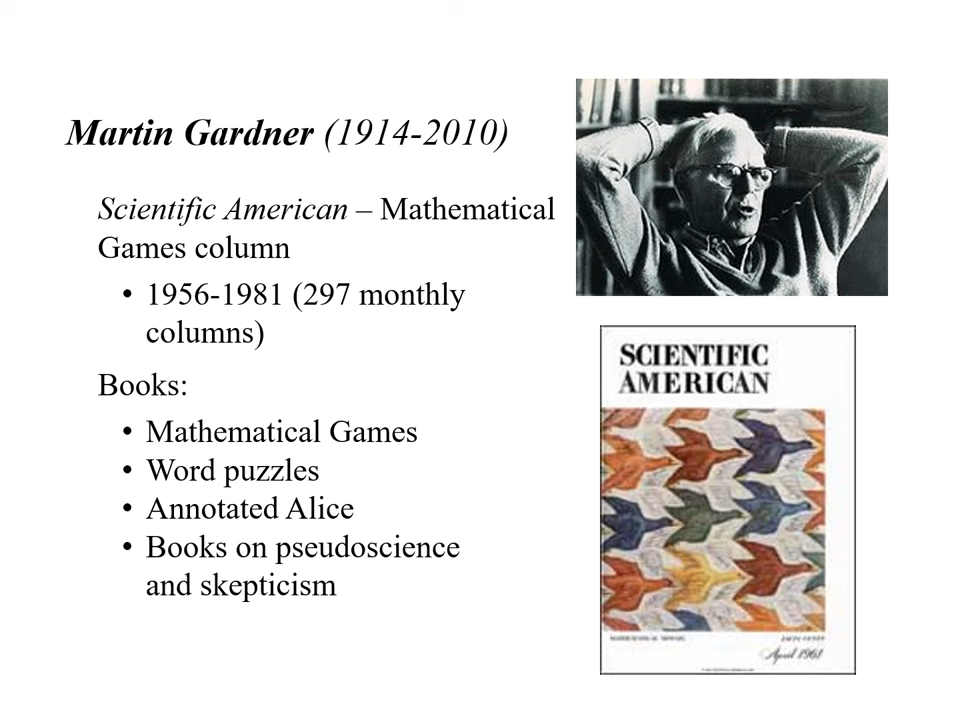 Martin Gardner (1914-2010)
Scientific American – Mathematical
Games column
• 1956-1981 (297 monthly
columns)
Books:
• Mathematical Games
• Word puzzles
• Annotated Alice
• Books on pseudoscience
and skepticism
SCIENTIFIC
AMERICAN
April 1961